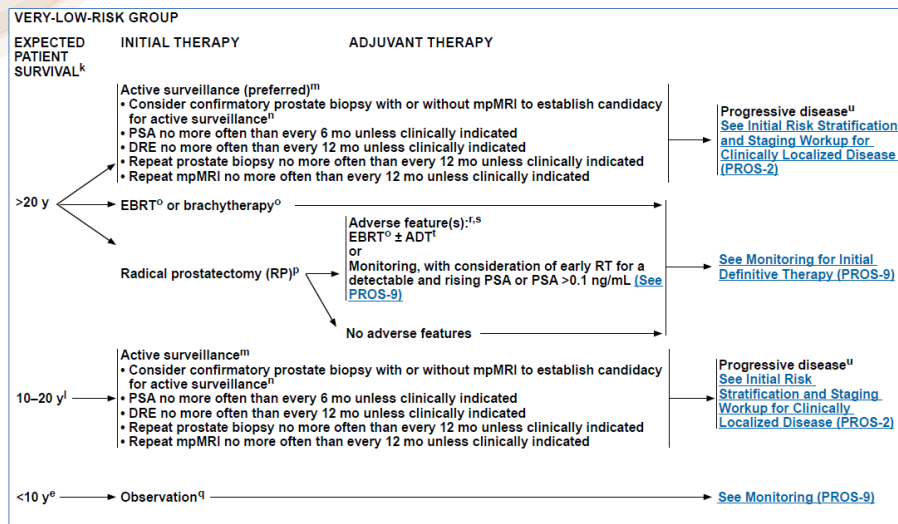 VERY-LOW-RISK GROUP
EXPECTED
PATIENT
SURVIVALᵏ
INITIAL THERAPY
ADJUVANT THERAPY
>20 y
Active surveillance (preferred)ᵐ
• Consider confirmatory prostate biopsy with or without mpMRI to establish candidacy
for active surveillanceⁿ
• PSA no more often than every 6 mo unless clinically indicated
• DRE no more often than every 12 mo unless clinically indicated
• Repeat prostate biopsy no more often than every 12 mo unless clinically indicated
• Repeat mpMRI no more often than every 12 mo unless clinically indicated
Progressive diseaseᵘ
See Initial Risk Stratification
and Staging Workup for
Clinically Localized Disease
(PROS-2)
EBRTᵒ or brachytherapyᵒ
Radical prostatectomy (RP)ᵖ
Adverse feature(s):ʳ,ˢ
EBRTᵒ ± ADTᵗ
or
Monitoring, with consideration of early RT for a
detectable and rising PSA or PSA >0.1 ng/mL (See
PROS-9)
No adverse features
See Monitoring for Initial
Definitive Therapy (PROS-9)
10–20 yˡ
Active surveillanceᵐ
• Consider confirmatory prostate biopsy with or without mpMRI to establish candidacy
for active surveillanceⁿ
• PSA no more often than every 6 mo unless clinically indicated
• DRE no more often than every 12 mo unless clinically indicated
• Repeat prostate biopsy no more often than every 12 mo unless clinically indicated
• Repeat mpMRI no more often than every 12 mo unless clinically indicated
Progressive diseaseᵘ
See Initial Risk
Stratification and Staging
Workup for Clinically
Localized Disease (PROS-2)
<10 yᵉ
Observation^q
See Monitoring (PROS-9)